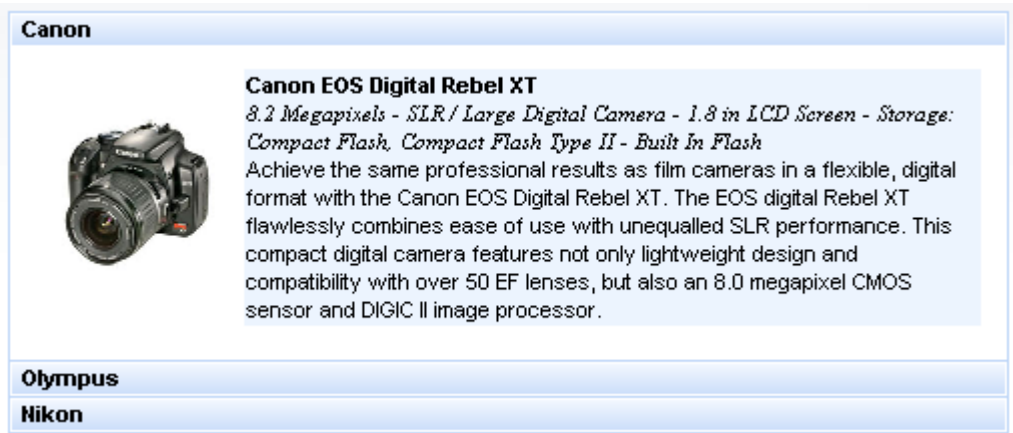 Canon
Canon EOS Digital Rebel XT
8.2 Megapixels - SLR / Large Digital Camera - 1.8 in LCD Screen - Storage:
Compact Flash, Compact Flash Type II - Built In Flash
Achieve the same professional results as film cameras in a flexible, digital
format with the Canon EOS Digital Rebel XT. The EOS digital Rebel XT
flawlessly combines ease of use with unequalled SLR performance. This
compact digital camera features not only lightweight design and
compatibility with over 50 EF lenses, but also an 8.0 megapixel CMOS
sensor and DIGIC II image processor.
Olympus
Nikon